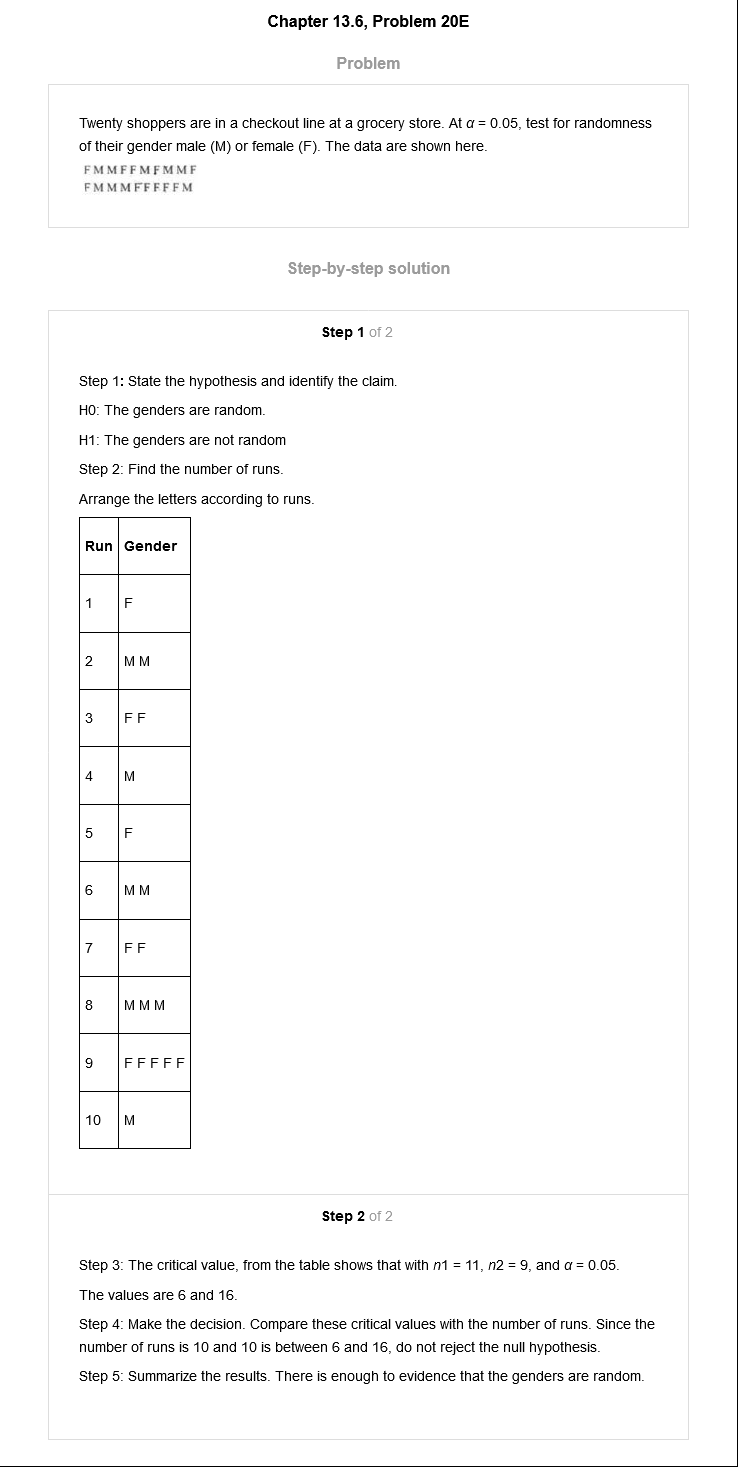 Chapter 13.6, Problem 20E
Problem
Twenty shoppers are in a checkout line at a grocery store. At α = 0.05, test for randomness
of their gender male (M) or female (F). The data are shown here.
F M M F F M F M M F
F M M M F F F F F M
Step-by-step solution
Step 1 of 2
Step 1: State the hypothesis and identify the claim.
H0: The genders are random.
H1: The genders are not random
Step 2: Find the number of runs.
Arrange the letters according to runs.
Run Gender
1 F
2 M M
3 F F
4 M
5 F
6 M M
7 F F
8 M M M
9 F F F F F
10 M
Step 2 of 2
Step 3: The critical value, from the table shows that with n1 = 11, n2 = 9, and α = 0.05.
The values are 6 and 16.
Step 4: Make the decision. Compare these critical values with the number of runs. Since the
number of runs is 10 and 10 is between 6 and 16, do not reject the null hypothesis.
Step 5: Summarize the results. There is enough to evidence that the genders are random.